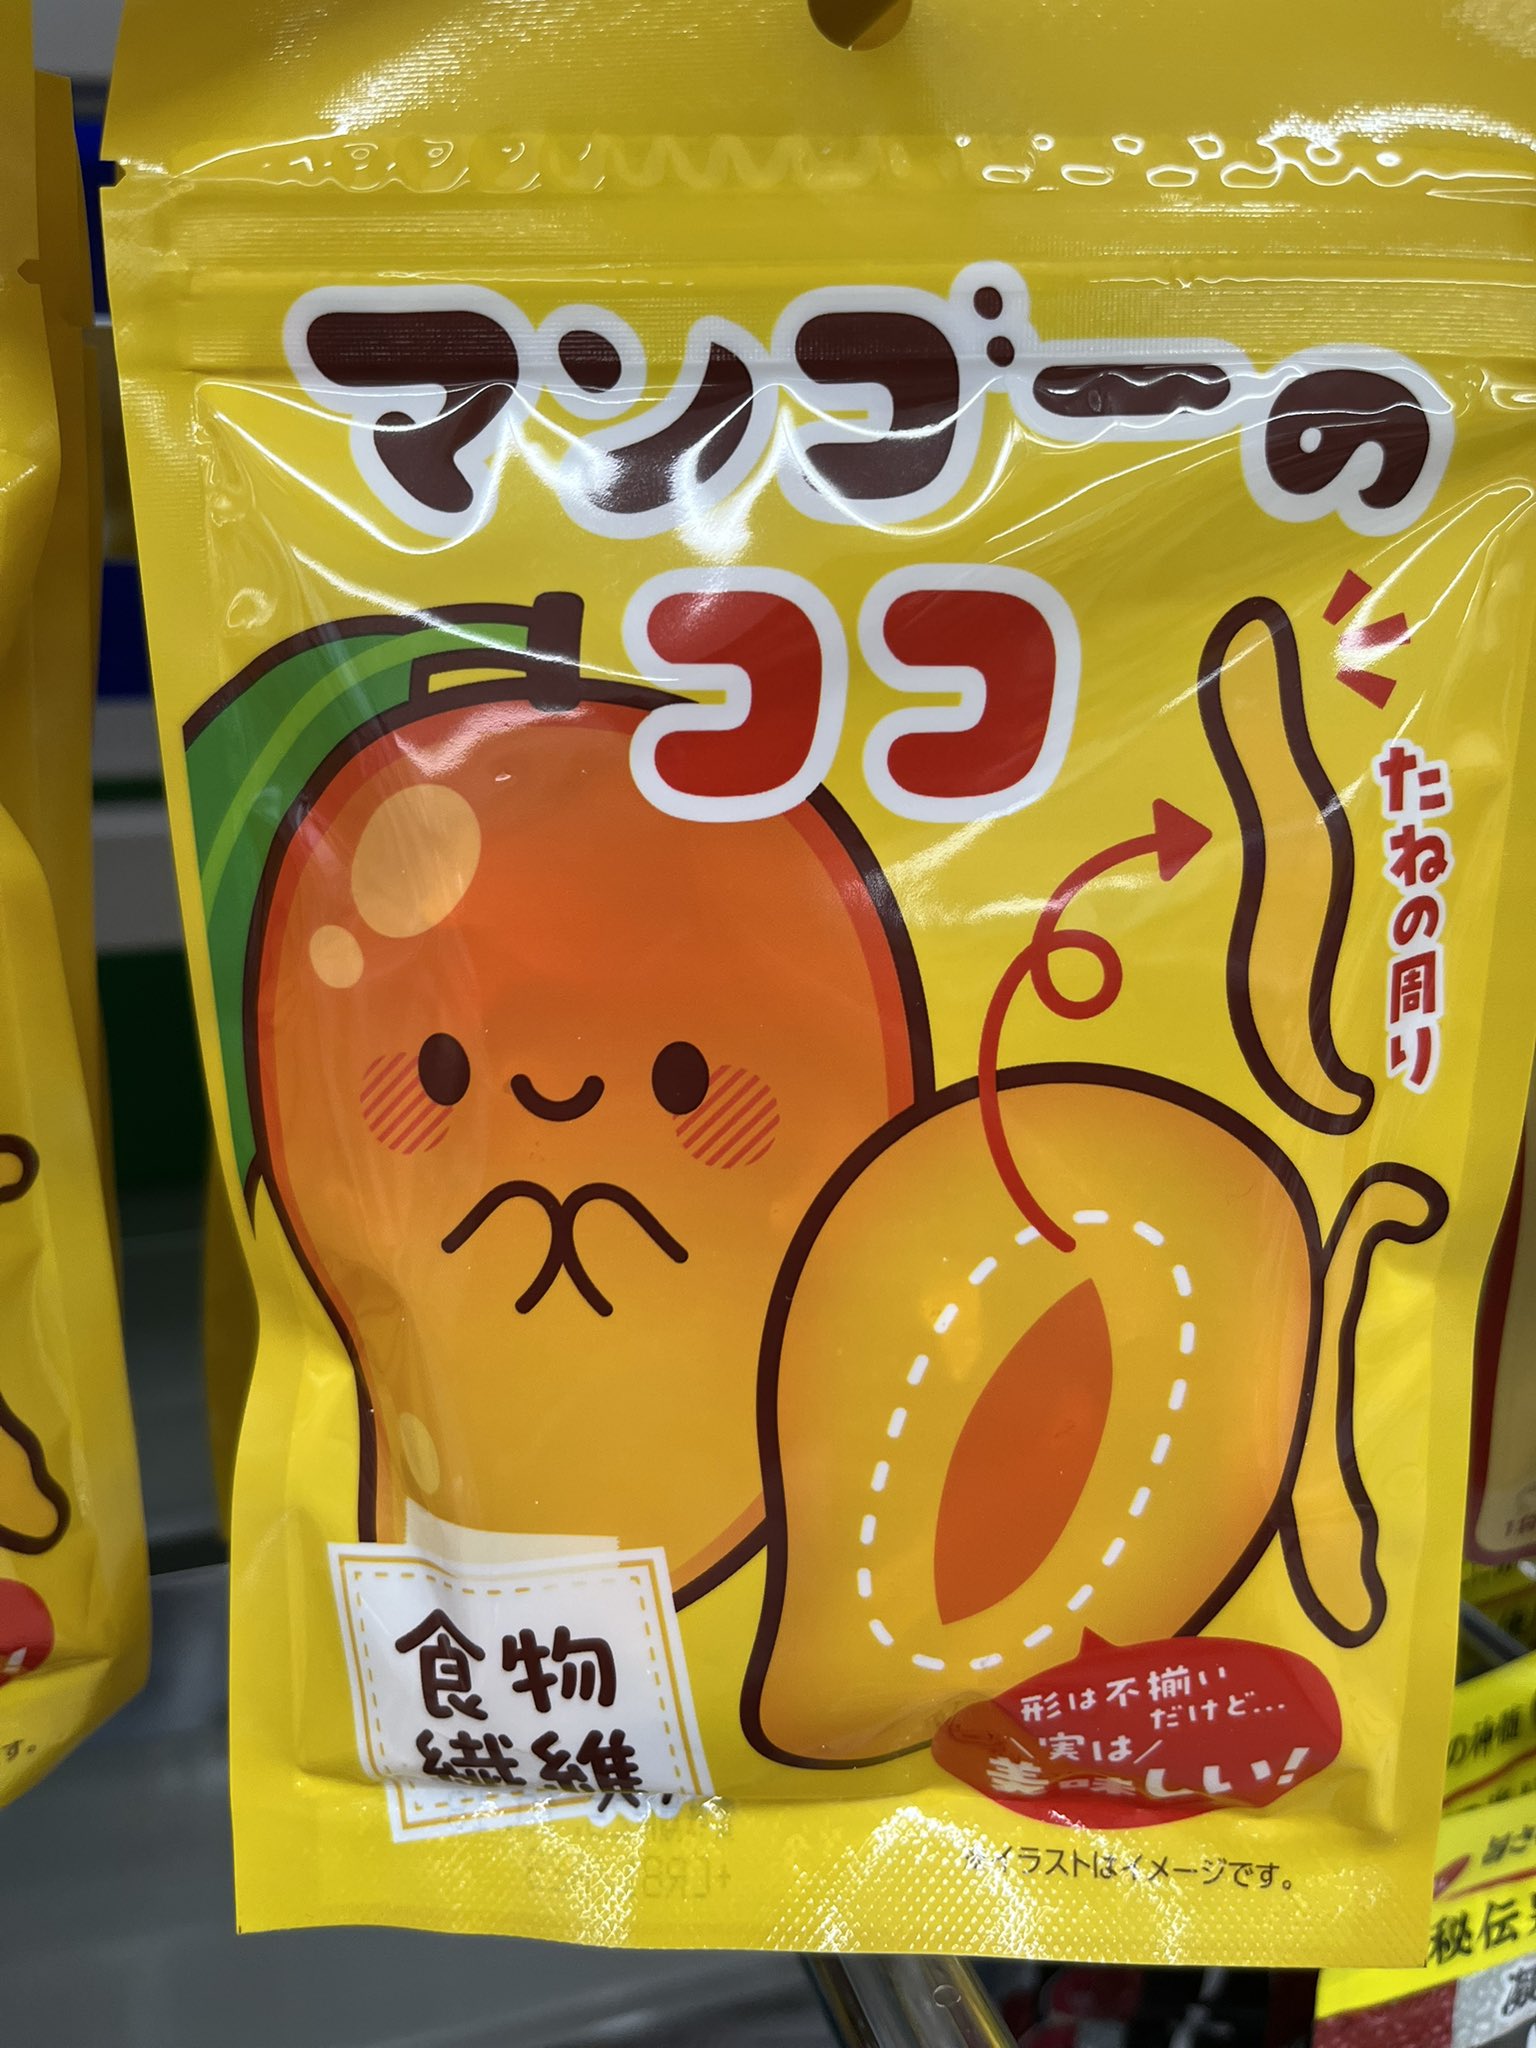 マンゴーの
ココ
たねの周り
食物
繊維
形は不揃い
だけど…
実は
美味しい!
※イラストはイメージです。
秘伝